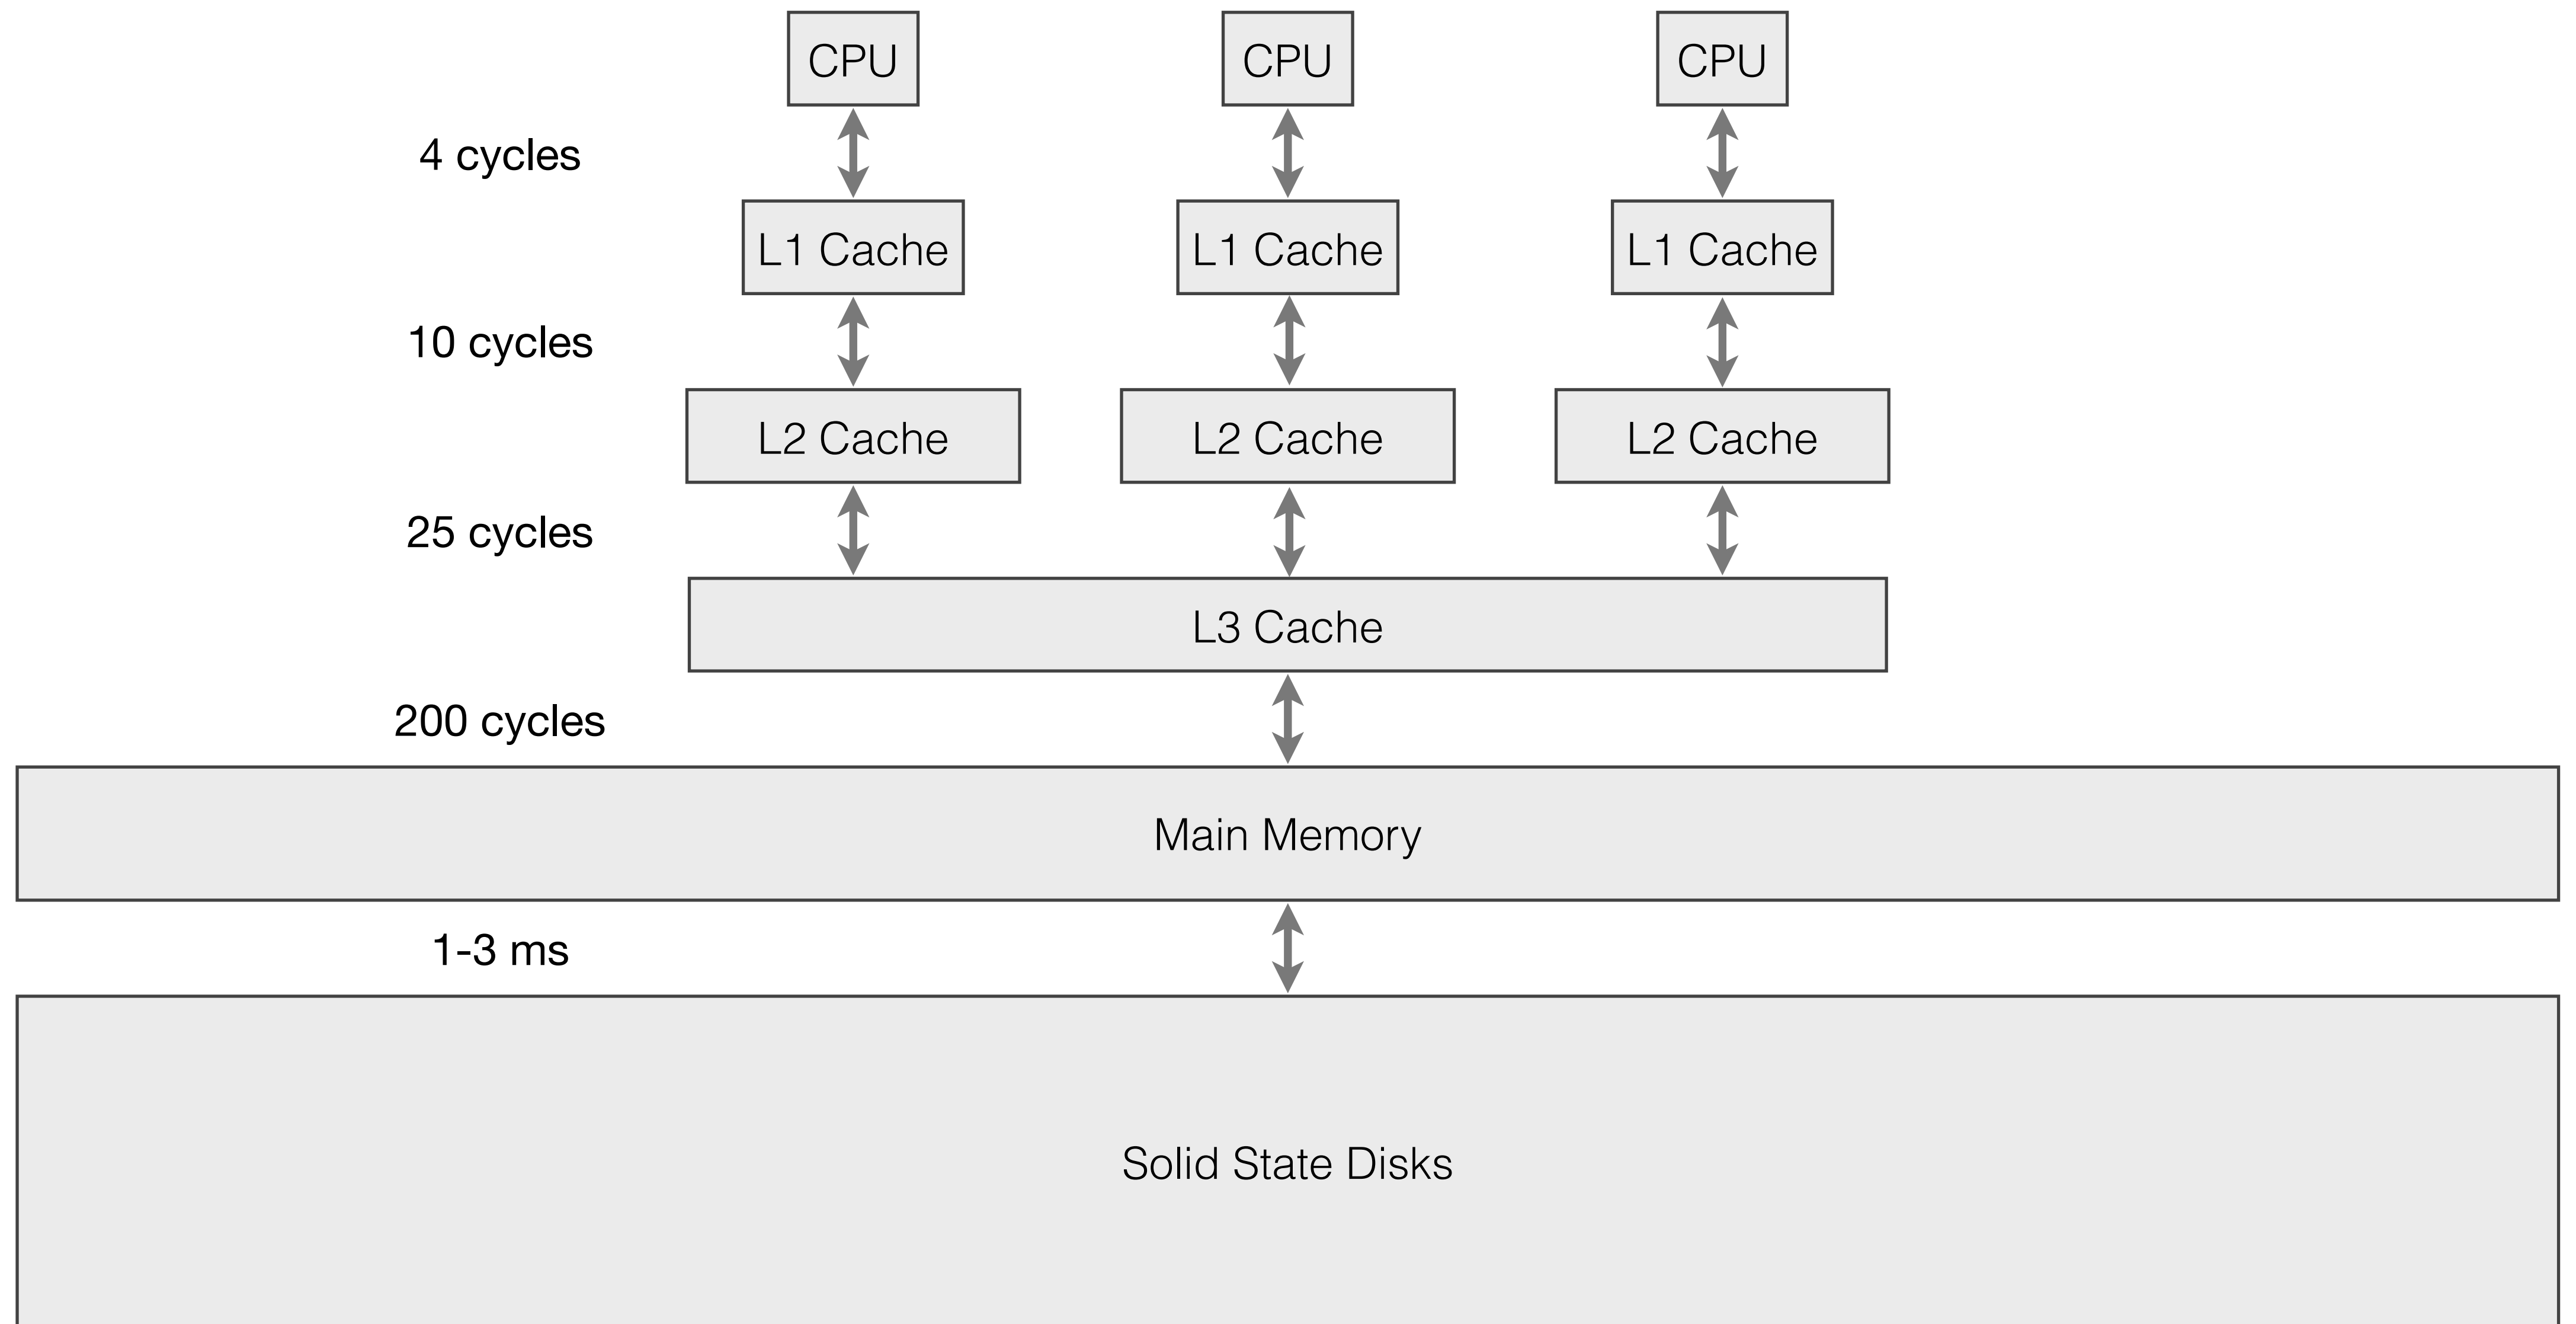 CPU CPU CPU
4 cycles
L1 Cache L1 Cache L1 Cache
10 cycles
L2 Cache L2 Cache L2 Cache
25 cycles
L3 Cache
200 cycles
Main Memory
1-3 ms
Solid State Disks